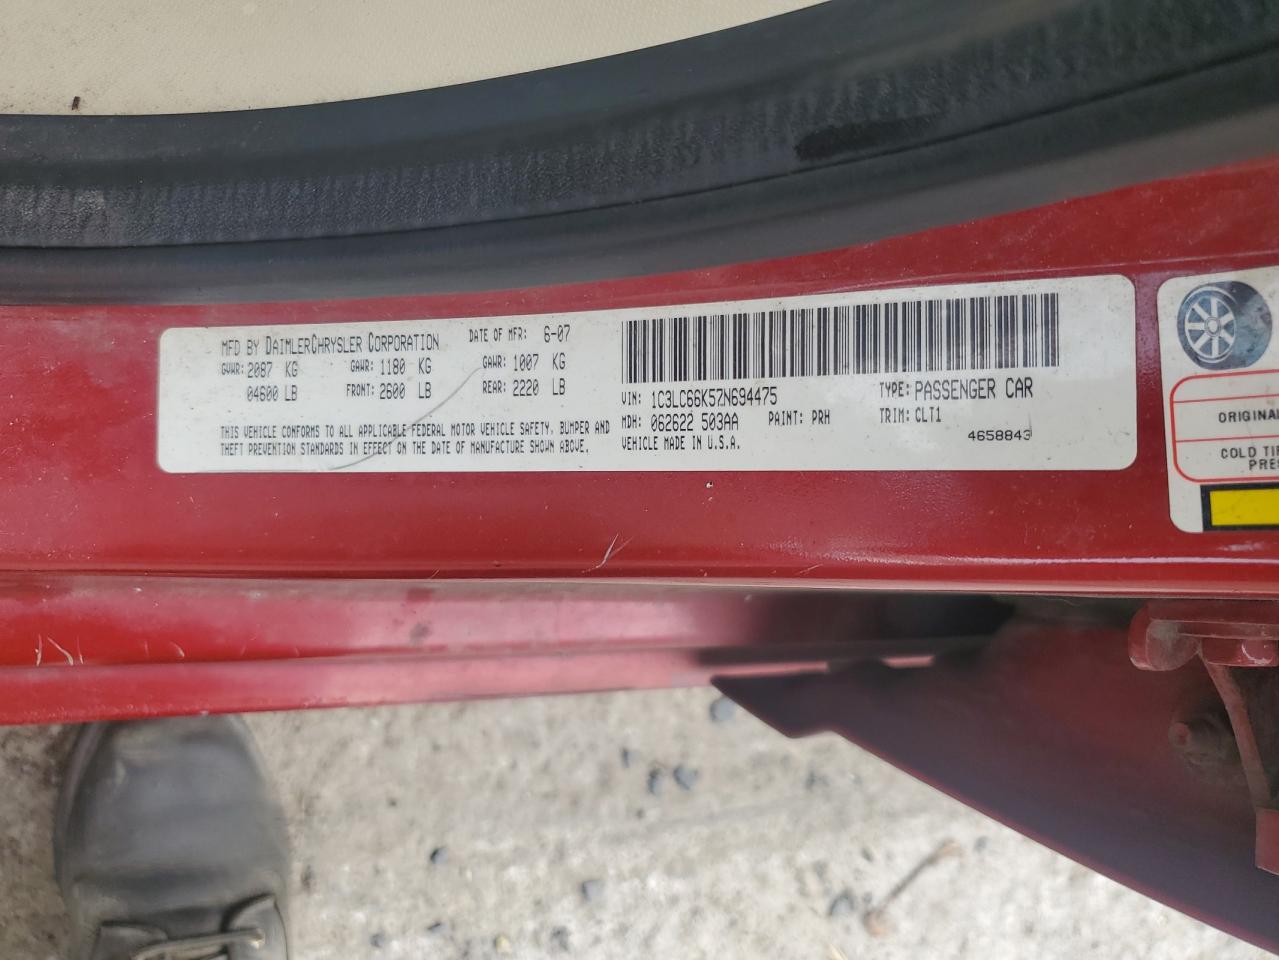 MFD BY DAIMLERCHRYSLER CORPORATION DATE OF MFR: 6-07
GVWR: 2087 KG GAWR: 1180 KG GAWR: 1007 KG
04600 LB FRONT: 2600 LB REAR: 2220 LB
THIS VEHICLE CONFORMS TO ALL APPLICABLE FEDERAL MOTOR VEHICLE SAFETY, BUMPER AND
THEFT PREVENTION STANDARDS IN EFFECT ON THE DATE OF MANUFACTURE SHOWN ABOVE.
VIN: 1C3LC66K57N694475 TYPE: PASSENGER CAR
MDH: 062622 503AA PAINT: PRH TRIM: CLT1
VEHICLE MADE IN U.S.A. 4658843
ORIGINAL
COLD TI
PRES